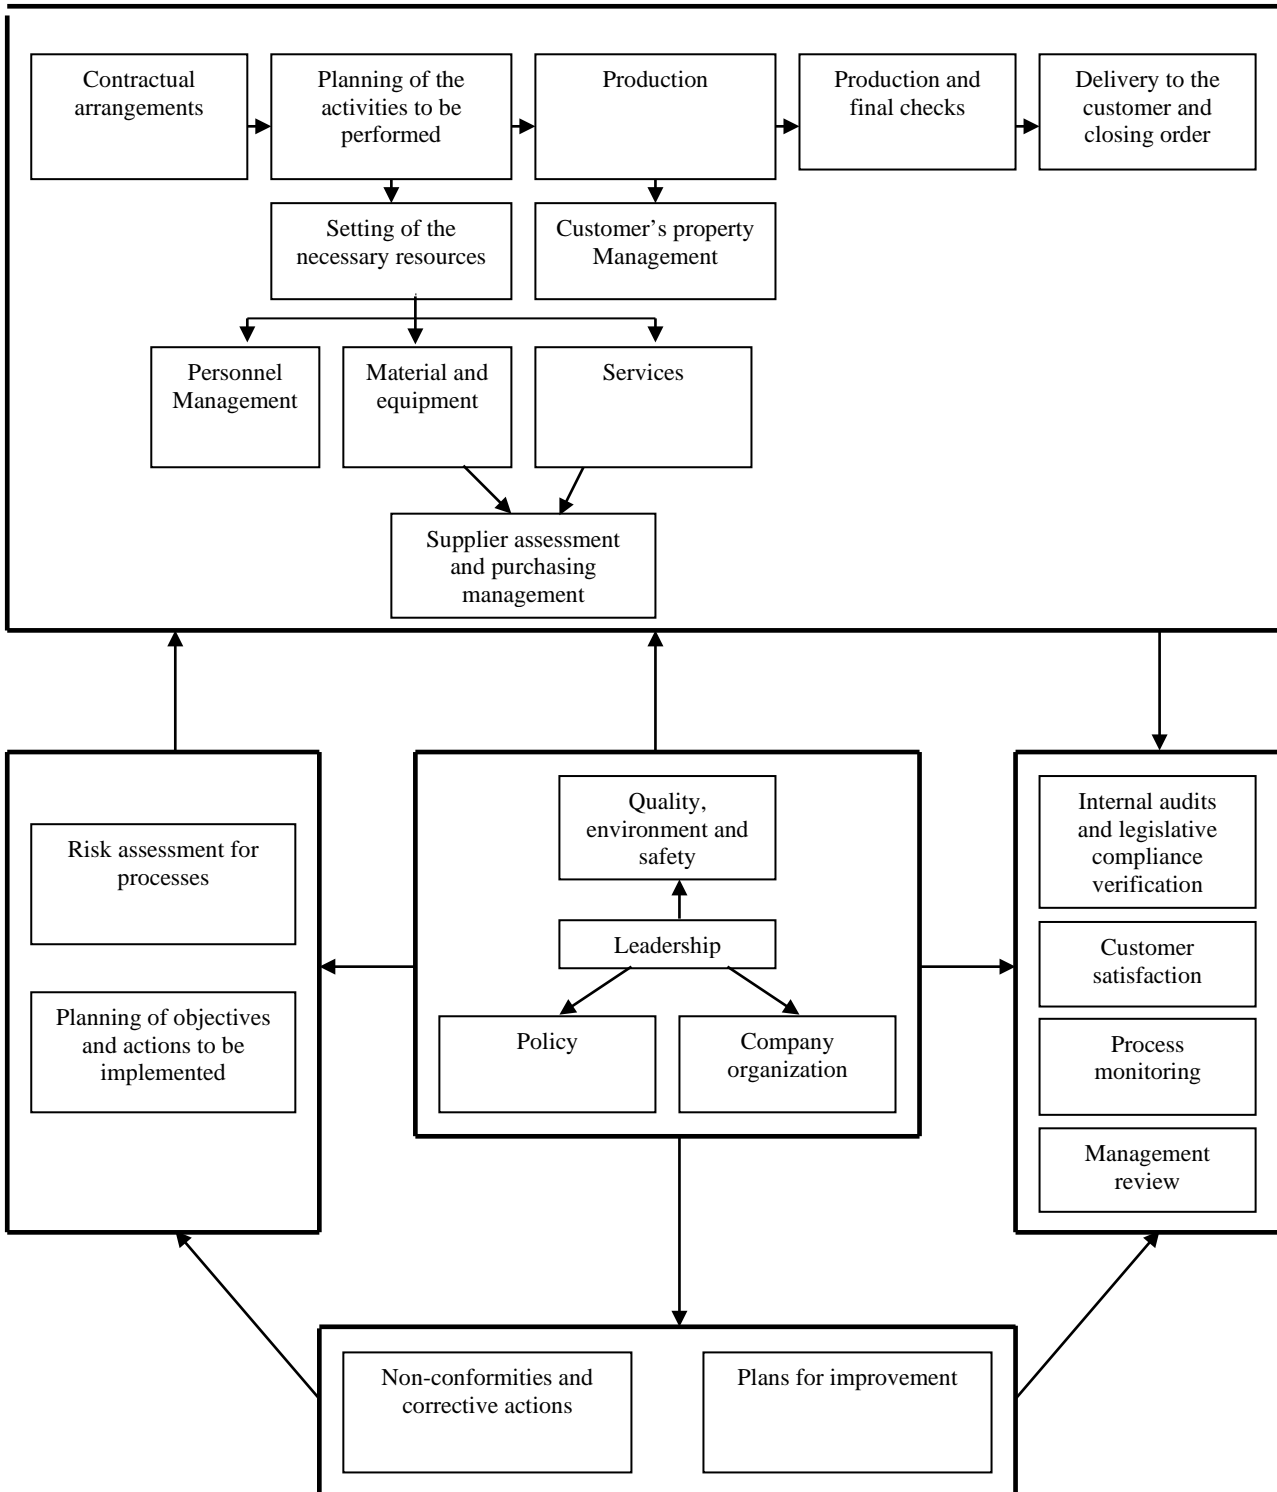 Contractual
arrangements
Planning of the
activities to be
performed
Production
Production and
final checks
Delivery to the
customer and
closing order
Setting of the
necessary resources
Customer’s property
Management
Personnel
Management
Material and
equipment
Services
Supplier assessment
and purchasing
management
Risk assessment for
processes
Planning of objectives
and actions to be
implemented
Quality,
environment and
safety
Leadership
Policy
Company
organization
Internal audits
and legislative
compliance
verification
Customer
satisfaction
Process
monitoring
Management
review
Non-conformities and
corrective actions
Plans for improvement